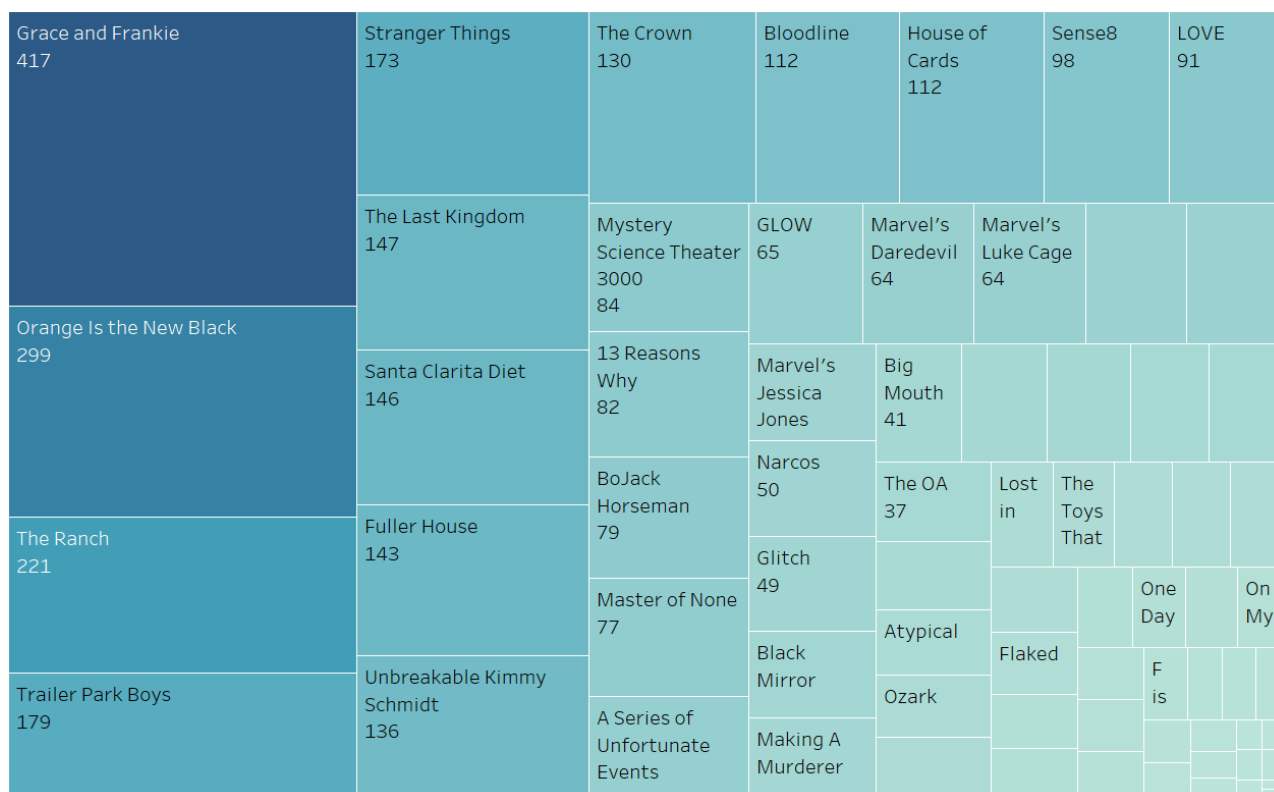 Grace and Frankie
417
Orange Is the New Black
299
The Ranch
221
Trailer Park Boys
179
Stranger Things
173
The Last Kingdom
147
Santa Clarita Diet
146
Fuller House
143
Unbreakable Kimmy
Schmidt
136
The Crown
130
Bloodline
112
House of
Cards
112
Sense8
98
LOVE
91
Mystery
Science Theater
3000
84
13 Reasons
Why
82
BoJack
Horseman
79
Master of None
77
A Series of
Unfortunate
Events
GLOW
65
Marvel’s
Daredevil
64
Marvel’s
Luke Cage
64
Marvel’s
Jessica
Jones
Narcos
50
Glitch
49
Black
Mirror
Making A
Murderer
Big
Mouth
41
The OA
37
Atypical
Ozark
Lost
in
The
Toys
That
Flaked
One
Day
On
My
F
is